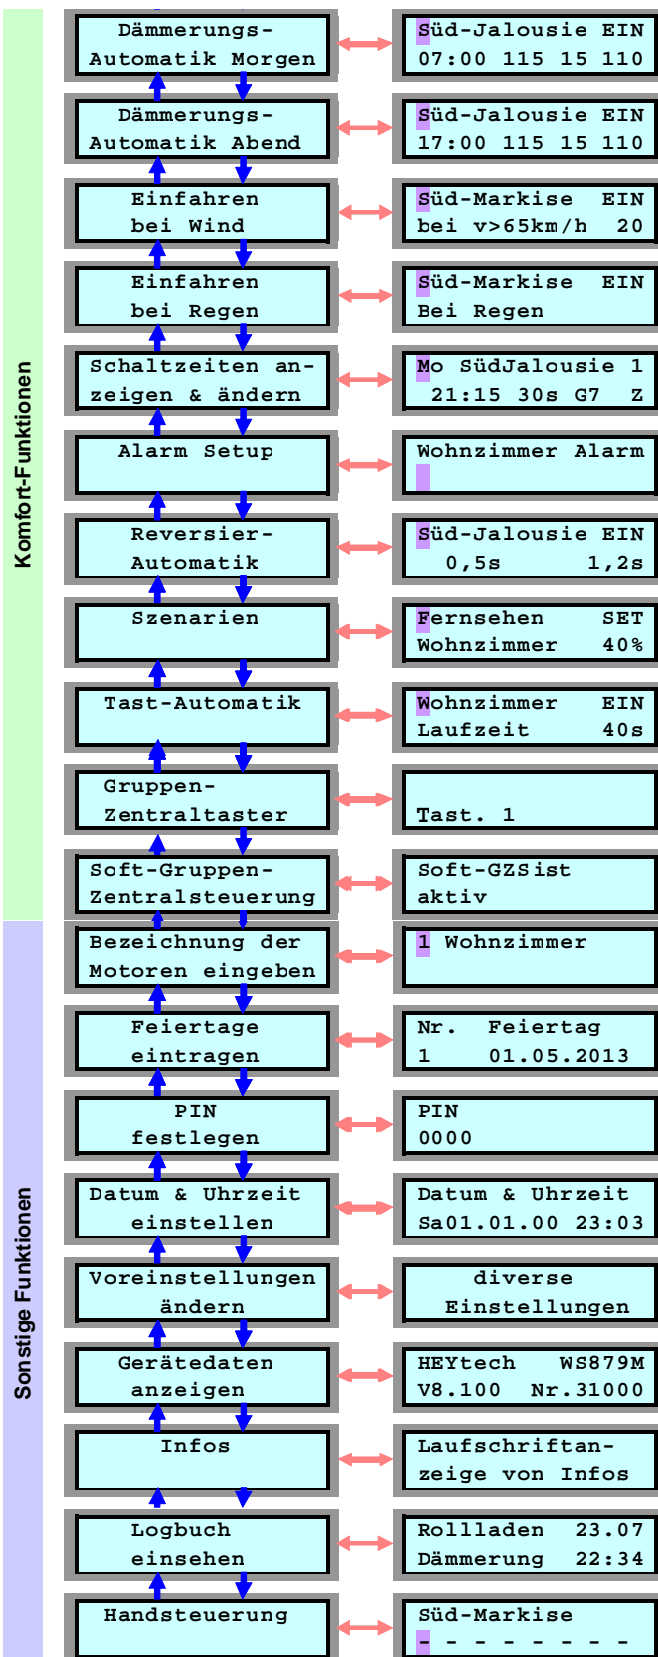 Komfort-Funktionen
Dämmerungs-
Automatik Morgen
Süd-Jalousie EIN
07:00 115 15 110
Dämmerungs-
Automatik Abend
Süd-Jalousie EIN
17:00 115 15 110
Einfahren
bei Wind
Süd-Markise EIN
bei v>65km/h 20
Einfahren
bei Regen
Süd-Markise EIN
Bei Regen
Schaltzeiten an-
zeigen & ändern
Mo SüdJalousie 1
21:15 30s G7 Z
Alarm Setup
Wohnzimmer Alarm
Reversier-
Automatik
Süd-Jalousie EIN
0,5s 1,2s
Szenarien
Fernsehen SET
Wohnzimmer 40%
Tast-Automatik
Wohnzimmer EIN
Laufzeit 40s
Gruppen-
Zentraltaster
Tast. 1
Soft-Gruppen-
Zentralsteuerung
Soft-GZSist
aktiv
Sonstige Funktionen
Bezeichnung der
Motoren eingeben
1 Wohnzimmer
Feiertage
eintragen
Nr. Feiertag
1 01.05.2013
PIN
festlegen
PIN
0000
Datum & Uhrzeit
einstellen
Datum & Uhrzeit
Sa01.01.00 23:03
Voreinstellungen
ändern
diverse
Einstellungen
Gerätedaten
anzeigen
HEYtech WS879M
V8.100 Nr.31000
Infos
Laufschriftan-
zeige von Infos
Logbuch
einsehen
Rollladen 23.07
Dämmerung 22:34
Handsteuerung
Süd-Markise
- - - - - - - -